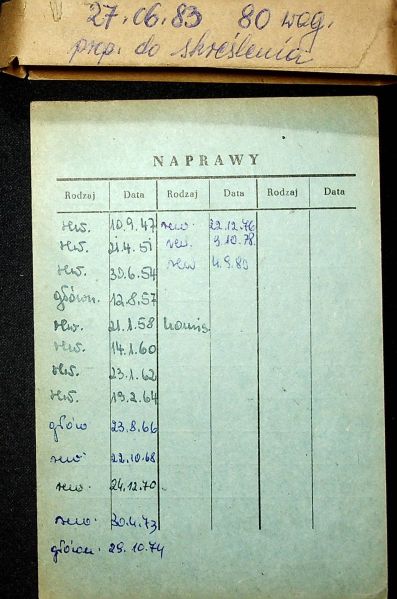 27.06.83 80 wag.
prop. do skreślenia
NAPRAWY
Rodzaj Data Rodzaj Data Rodzaj Data
rew. 10.9.47 rew. 22.12.76
rew. 21.4.51 rew. 9.10.78
rew. 30.6.54 rew 4.9.80
główn. 12.8.57
rew. 21.1.58
rew. 14.1.60
rew. 23.1.62
rew. 19.2.64
głów 23.8.66
rew 22.10.68
rew. 24.12.70
rew. 30.4.73
główn. 29.10.74